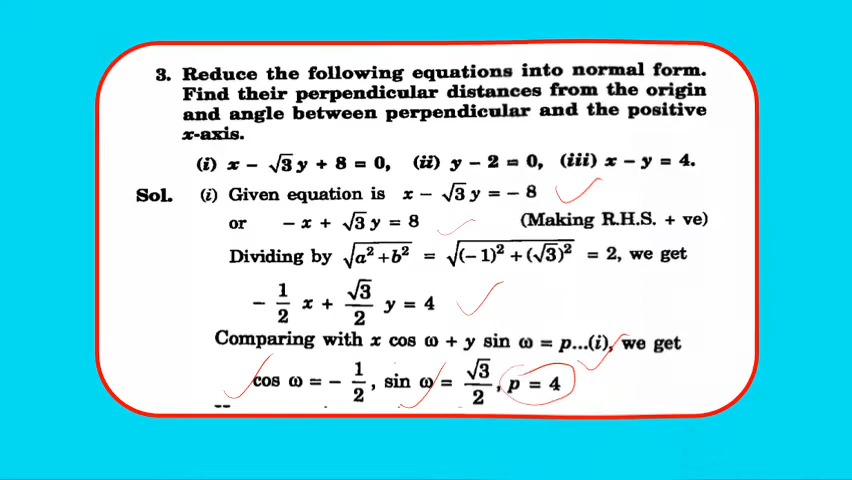 3. Reduce the following equations into normal form.
Find their perpendicular distances from the origin
and angle between perpendicular and the positive
x-axis.
(i) x − √3 y + 8 = 0, (ii) y − 2 = 0, (iii) x − y = 4.
Sol. (i) Given equation is x − √3 y = − 8
or − x + √3 y = 8 (Making R.H.S. + ve)
Dividing by √(a² + b²) = √((− 1)² + (√3)²) = 2, we get
− 1/2 x + √3/2 y = 4
Comparing with x cos ω + y sin ω = p...(i), we get
cos ω = − 1/2, sin ω = √3/2, p = 4